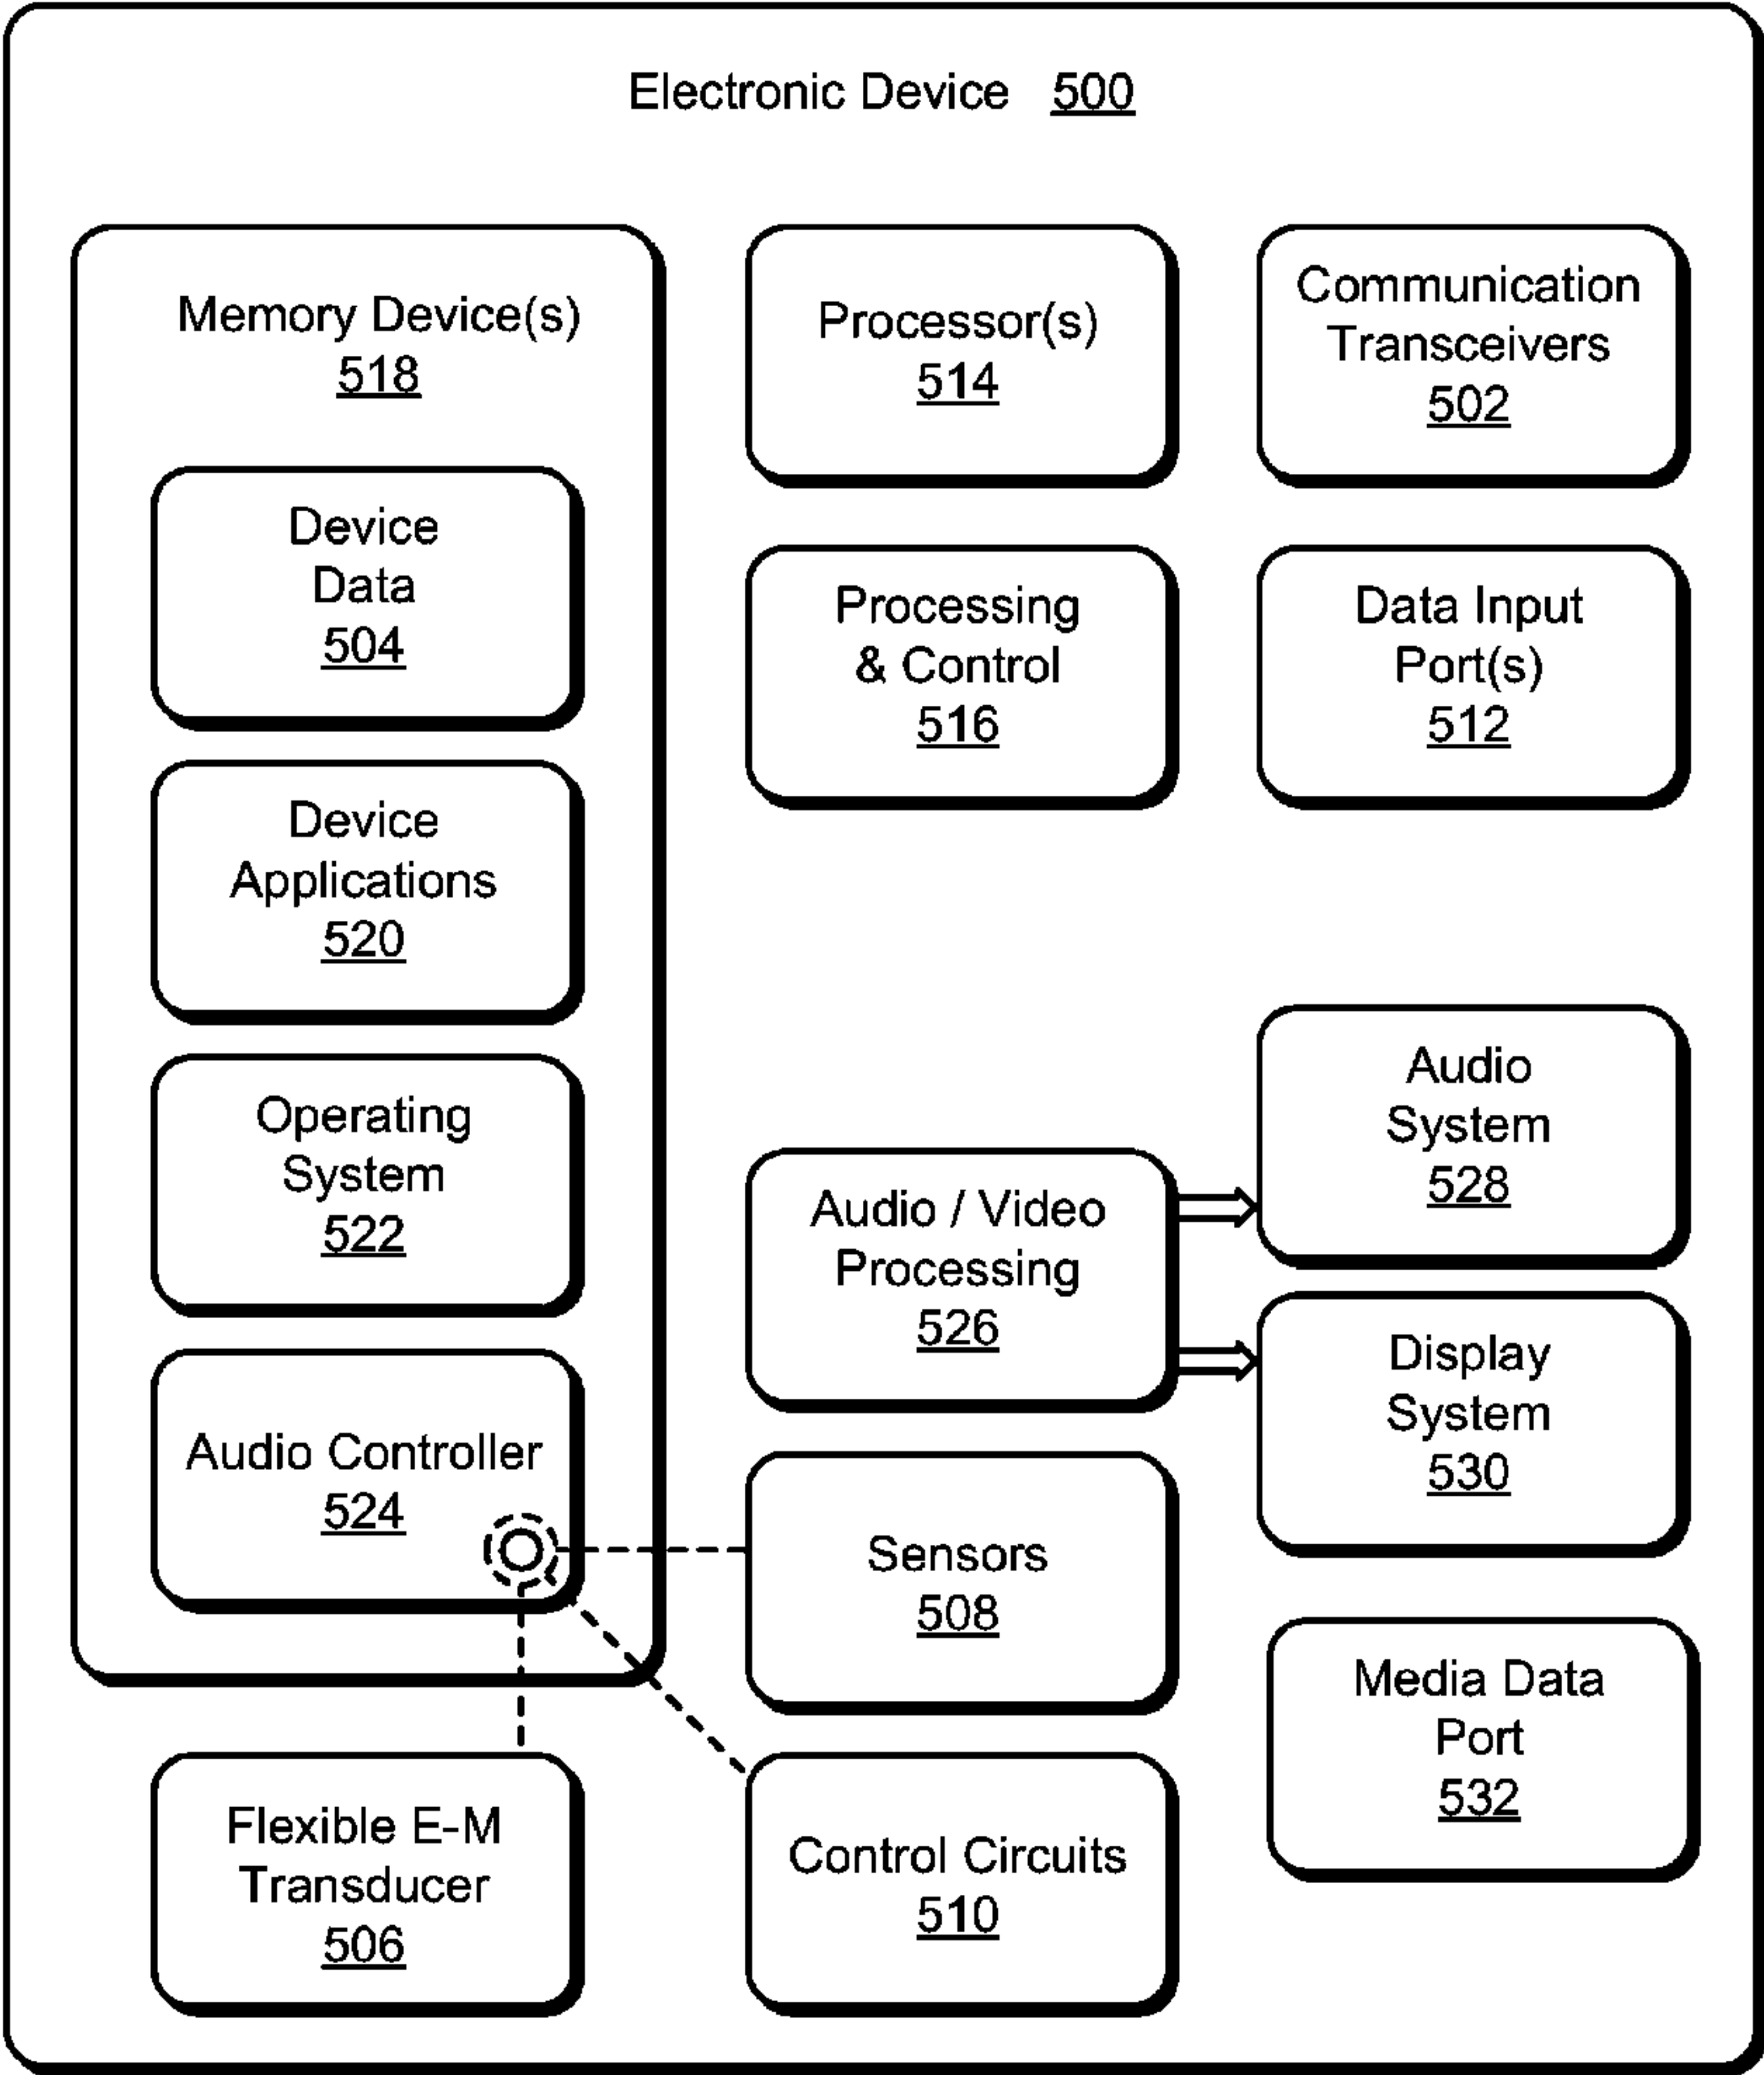 Electronic Device 500
Memory Device(s)
518
Device
Data
504
Device
Applications
520
Operating
System
522
Audio Controller
524
Flexible E-M
Transducer
506
Processor(s)
514
Processing
& Control
516
Audio / Video
Processing
526
Sensors
508
Control Circuits
510
Communication
Transceivers
502
Data Input
Port(s)
512
Audio
System
528
Display
System
530
Media Data
Port
532